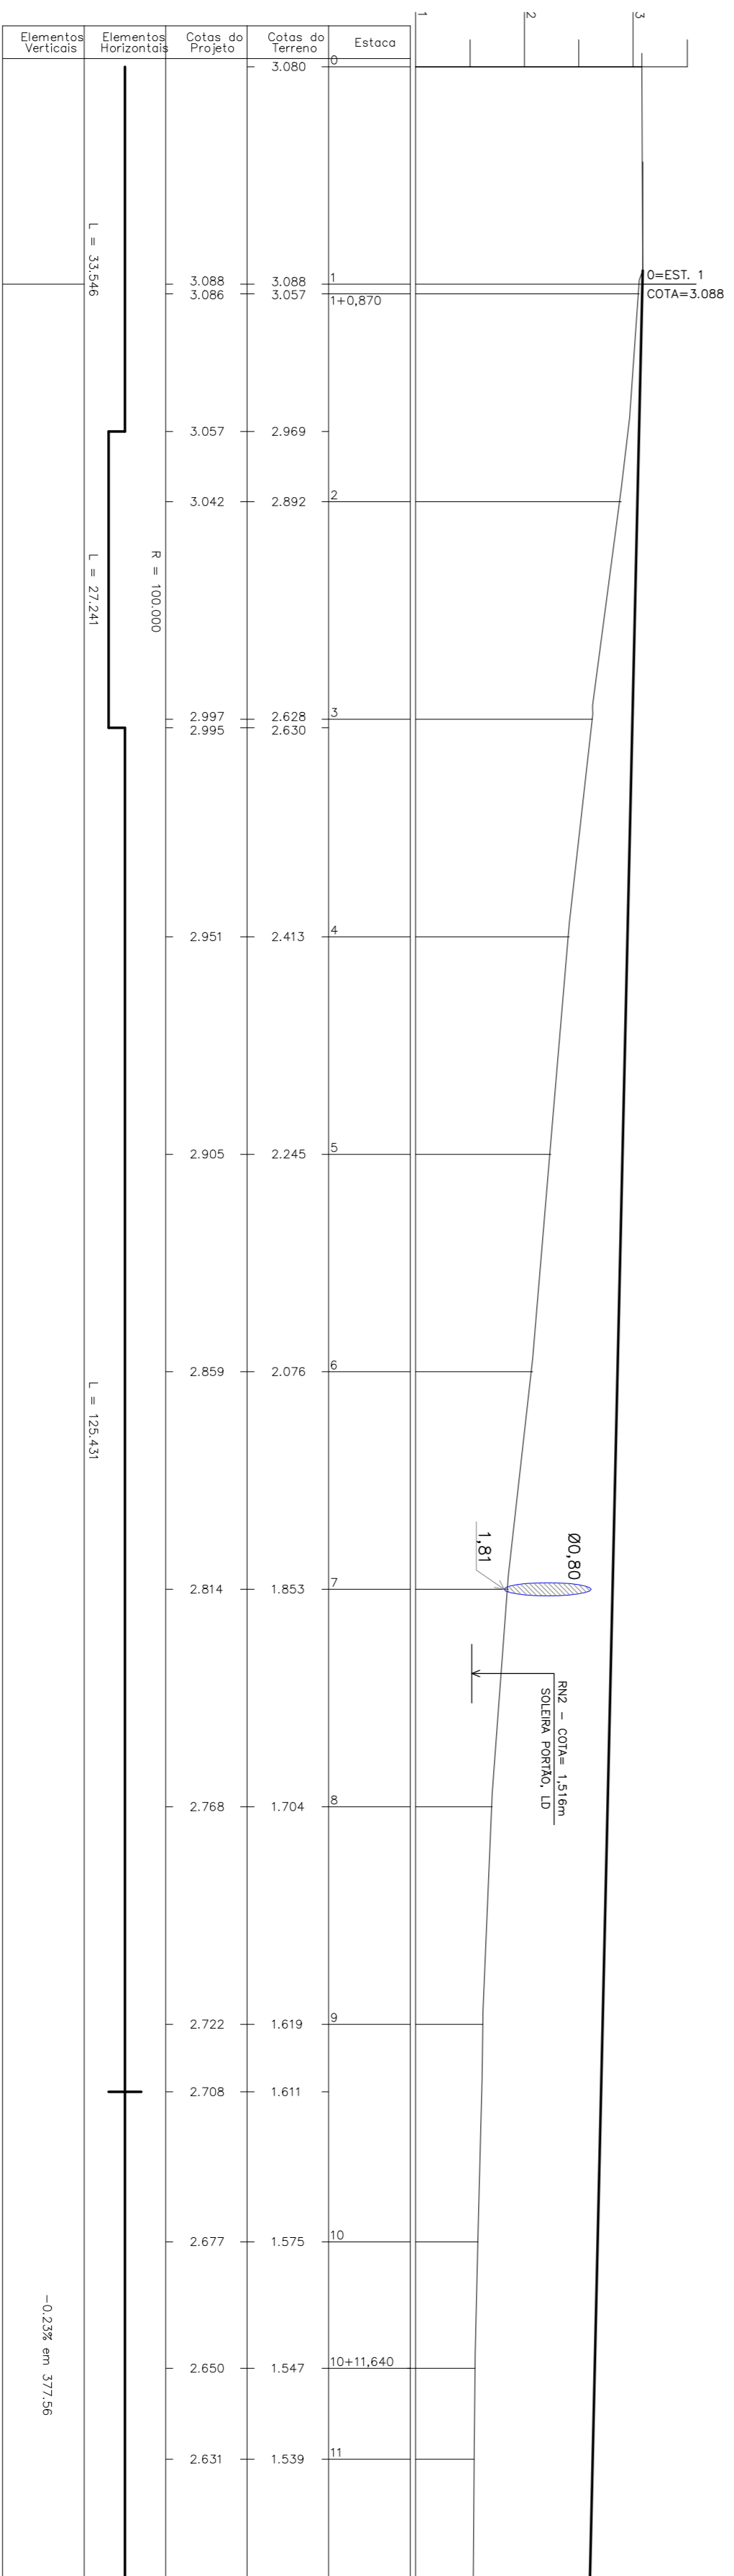 1
2
3
Elementos
Verticais
Elementos
Horizontais
Cotas do
Projeto
Cotas do
Terreno
Estaca
3.080
0
L = 33.546
0=EST. 1
COTA=3.088
3.088
3.088
1
3.086
3.057
1+0,870
3.057
2.969
3.042
2.892
2
L = 27.241
R = 100.000
2.997
2.628
3
2.995
2.630
2.951
2.413
4
2.905
2.245
5
2.859
2.076
6
L = 125.431
1,81
Ø0,80
2.814
1.853
7
RN2 - COTA= 1,516m
SOLEIRA PORTÃO, LD
2.768
1.704
8
2.722
1.619
9
2.708
1.611
2.677
1.575
10
-0.23% em 377.56
2.650
1.547
10+11,640
2.631
1.539
11